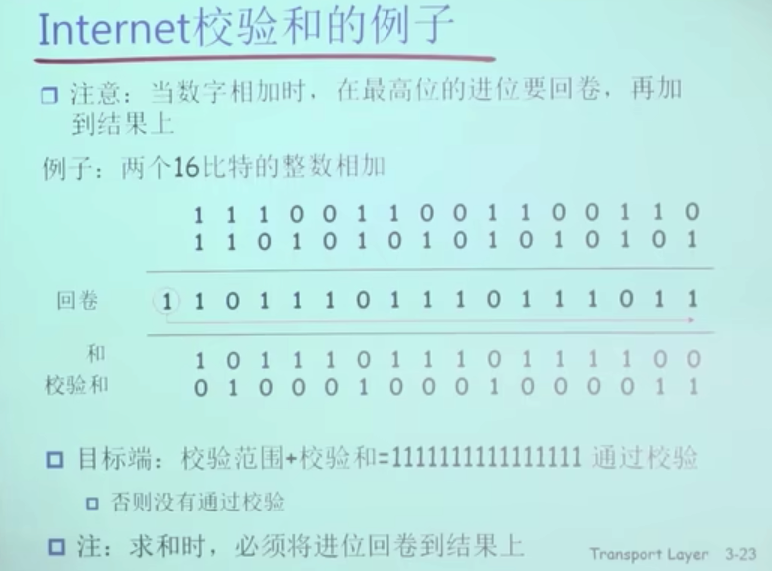 Internet校验和的例子
注意：当数字相加时，在最高位的进位要回卷，再加
到结果上
例子：两个16比特的整数相加
1 1 1 0 0 1 1 0 0 1 1 0 0 1 1 0
1 1 0 1 0 1 0 1 0 1 0 1 0 1 0 1
回卷 1 1 0 1 1 1 0 1 1 1 0 1 1 1 0 1 1
和 1 0 1 1 1 0 1 1 1 0 1 1 1 1 0 0
校验和 0 1 0 0 0 1 0 0 0 1 0 0 0 0 1 1
目标端：校验范围+校验和=1111111111111111 通过校验
否则没有通过校验
注：求和时，必须将进位回卷到结果上
Transport Layer 3-23